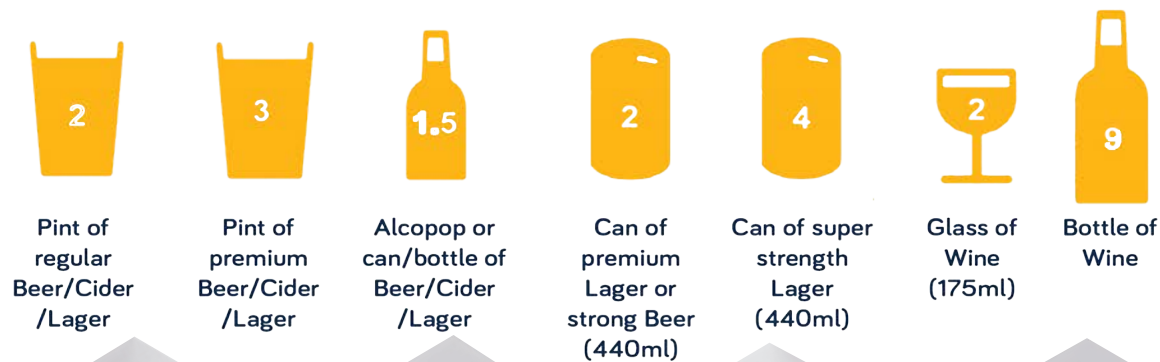 2
3
1.5
2
4
2
9
Pint of
regular
Beer/Cider
/Lager
Pint of
premium
Beer/Cider
/Lager
Alcopop or
can/bottle of
Beer/Cider
/Lager
Can of
premium
Lager or
strong Beer
(440ml)
Can of super
strength
Lager
(440ml)
Glass of
Wine
(175ml)
Bottle of
Wine